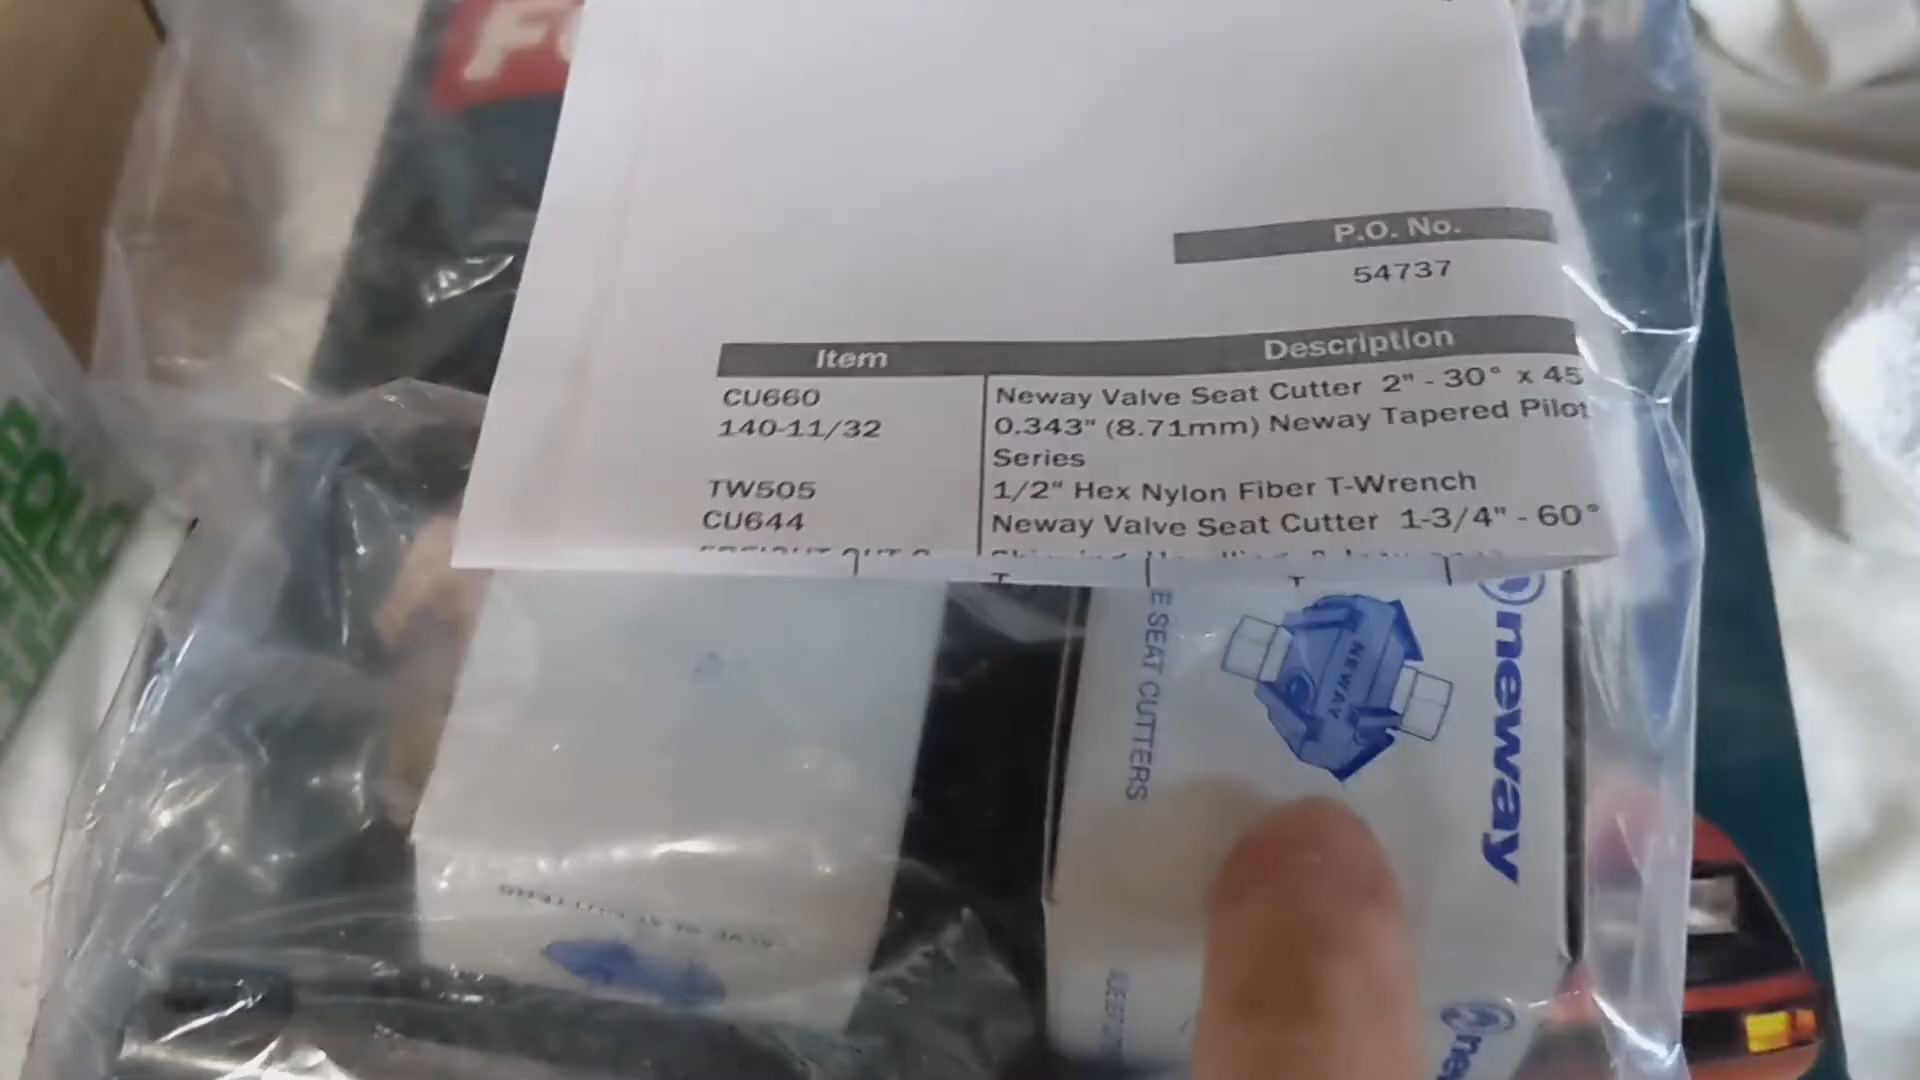 P.O. No.
54737
Item Description
CU660 Neway Valve Seat Cutter 2" - 30° x 45
140-11/32 0.343" (8.71mm) Neway Tapered Pilot
Series
TW505 1/2" Hex Nylon Fiber T-Wrench
CU644 Neway Valve Seat Cutter 1-3/4" - 60°
E SEAT CUTTERS
NEWAY
neway